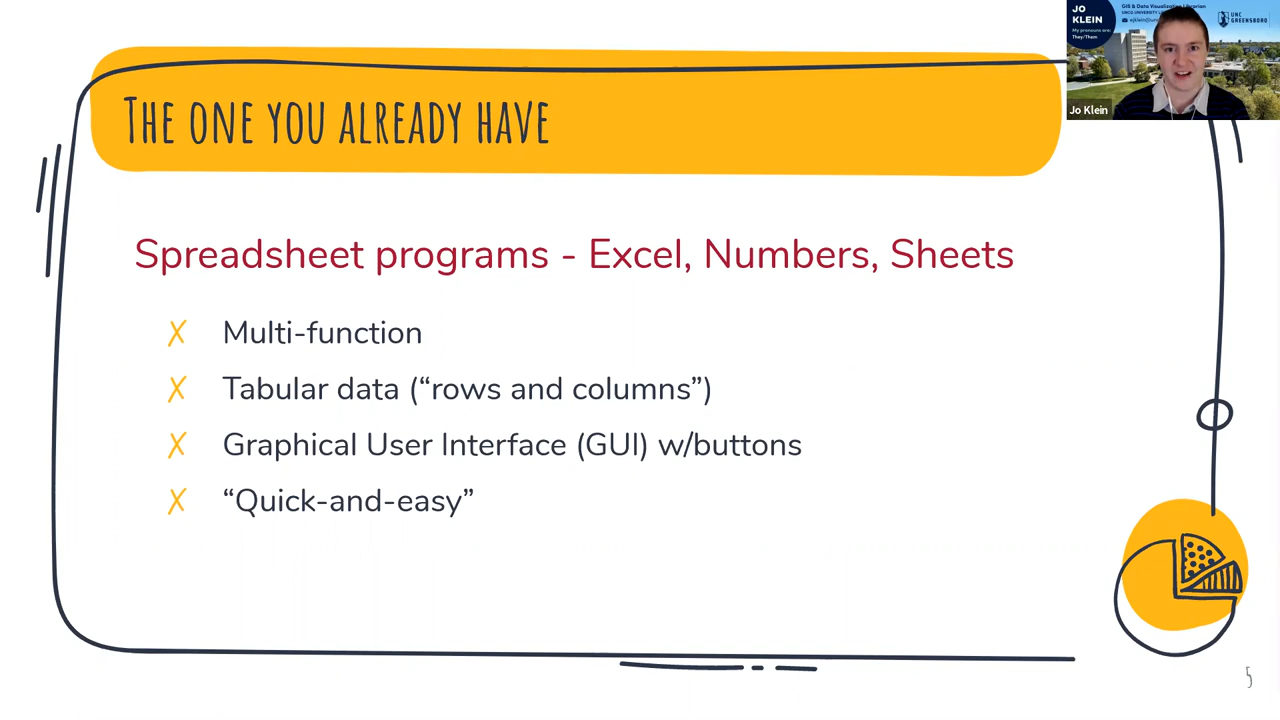 The one you already have
Spreadsheet programs - Excel, Numbers, Sheets
Multi-function
Tabular data (“rows and columns”)
Graphical User Interface (GUI) w/buttons
“Quick-and-easy”
JO
KLEIN
My pronouns are:
They/Them
GIS & Data Visualization Librarian
UNC
GREENSBORO
Jo Klein
5